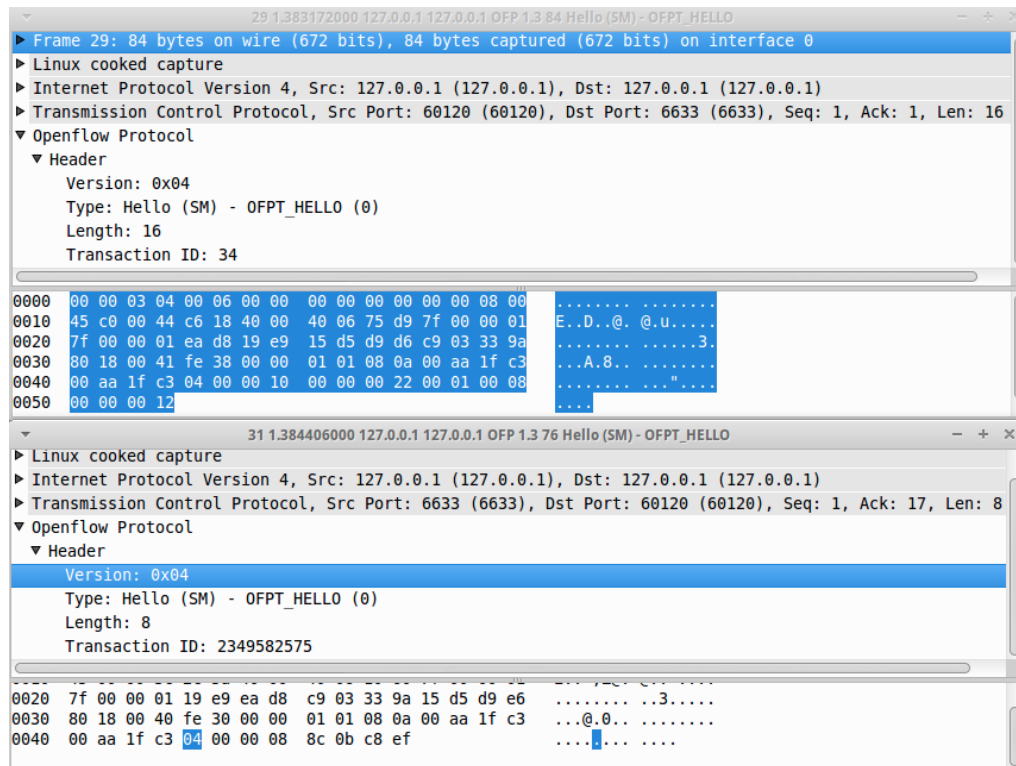 29 1.383172000 127.0.0.1 127.0.0.1 OFP 1.3 84 Hello (SM) - OFPT_HELLO
Frame 29: 84 bytes on wire (672 bits), 84 bytes captured (672 bits) on interface 0
Linux cooked capture
Internet Protocol Version 4, Src: 127.0.0.1 (127.0.0.1), Dst: 127.0.0.1 (127.0.0.1)
Transmission Control Protocol, Src Port: 60120 (60120), Dst Port: 6633 (6633), Seq: 1, Ack: 1, Len: 16
Openflow Protocol
Header
Version: 0x04
Type: Hello (SM) - OFPT_HELLO (0)
Length: 16
Transaction ID: 34
0000 00 00 03 04 00 06 00 00 00 00 00 00 00 00 08 00 ........ ........
0010 45 c0 00 44 c6 18 40 00 40 06 75 d9 7f 00 00 01 E..D..@. @.u.....
0020 7f 00 00 01 ea d8 19 e9 15 d5 d9 d6 c9 03 33 9a ........ ......3.
0030 80 18 00 41 fe 38 00 00 01 01 08 0a 00 aa 1f c3 ...A.8.. ........
0040 00 aa 1f c3 04 00 00 10 00 00 00 22 00 01 00 08 ........ ..."....
0050 00 00 00 12 ....
31 1.384406000 127.0.0.1 127.0.0.1 OFP 1.3 76 Hello (SM) - OFPT_HELLO
Linux cooked capture
Internet Protocol Version 4, Src: 127.0.0.1 (127.0.0.1), Dst: 127.0.0.1 (127.0.0.1)
Transmission Control Protocol, Src Port: 6633 (6633), Dst Port: 60120 (60120), Seq: 1, Ack: 17, Len: 8
Openflow Protocol
Header
Version: 0x04
Type: Hello (SM) - OFPT_HELLO (0)
Length: 8
Transaction ID: 2349582575
0020 7f 00 00 01 19 e9 ea d8 c9 03 33 9a 15 d5 d9 e6 ........ ..3.....
0030 80 18 00 40 fe 30 00 00 01 01 08 0a 00 aa 1f c3 ...@.0.. ........
0040 00 aa 1f c3 04 00 00 08 8c 0b c8 ef ........ ....